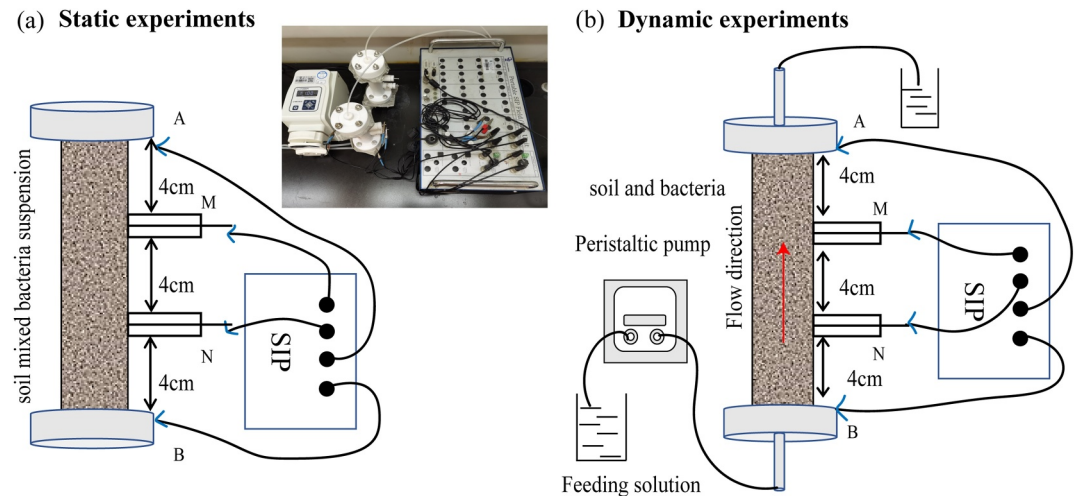 (a) Static experiments
A
4cm
M
soil mixed bacteria suspension
4cm
SIP
N
4cm
B
(b) Dynamic experiments
A
4cm
soil and bacteria
M
Peristaltic pump
Flow direction
4cm
SIP
N
4cm
B
Feeding solution